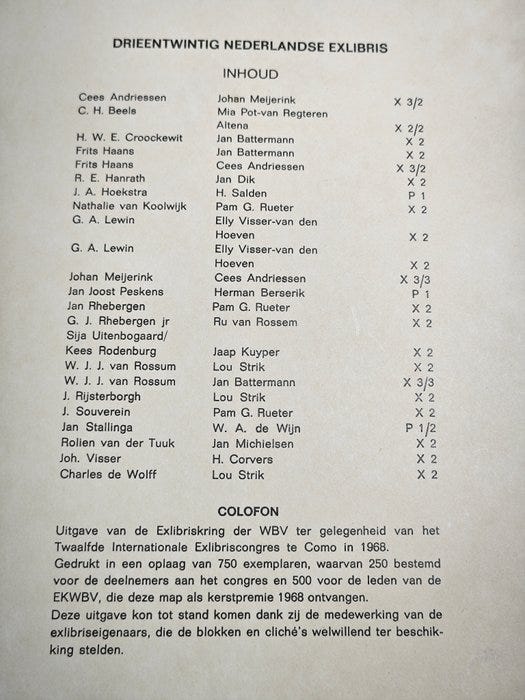 DRIEENTWINTIG NEDERLANDSE EXLIBRIS
INHOUD
Cees Andriessen Johan Meijerink X 3/2
C. H. Beels Mia Pot-van Regteren
Altena X 2/2
H. W. E. Croockewit Jan Battermann X 2
Frits Haans Jan Battermann X 2
Frits Haans Cees Andriessen X 3/2
R. E. Hanrath Jan Dik X 2
J. A. Hoekstra H. Salden P 1
Nathalie van Koolwijk Pam G. Rueter X 2
G. A. Lewin Elly Visser-van den
Hoeven X 2
G. A. Lewin Elly Visser-van den
Hoeven X 2
Johan Meijerink Cees Andriessen X 3/3
Jan Joost Peskens Herman Berserik P 1
Jan Rhebergen Pam G. Rueter X 2
G. J. Rhebergen jr Ru van Rossem X 2
Sija Uitenbogaard/
Kees Rodenburg Jaap Kuyper X 2
W. J. J. van Rossum Lou Strik X 2
W. J. J. van Rossum Jan Battermann X 3/3
J. Rijsterborgh Lou Strik X 2
J. Souverein Pam G. Rueter X 2
Jan Stallinga W. A. de Wijn P 1/2
Rolien van der Tuuk Jan Michielsen X 2
Joh. Visser H. Corvers X 2
Charles de Wolff Lou Strik X 2
COLOFON
Uitgave van de Exlibriskring der WBV ter gelegenheid van het
Twaalfde Internationale Exlibriscongres te Como in 1968.
Gedrukt in een oplaag van 750 exemplaren, waarvan 250 bestemd
voor de deelnemers aan het congres en 500 voor de leden van de
EKWBV, die deze map als kerstpremie 1968 ontvangen.
Deze uitgave kon tot stand komen dank zij de medewerking van de
exlibriseigenaars, die de blokken en cliché's welwillend ter beschik-
king stelden.